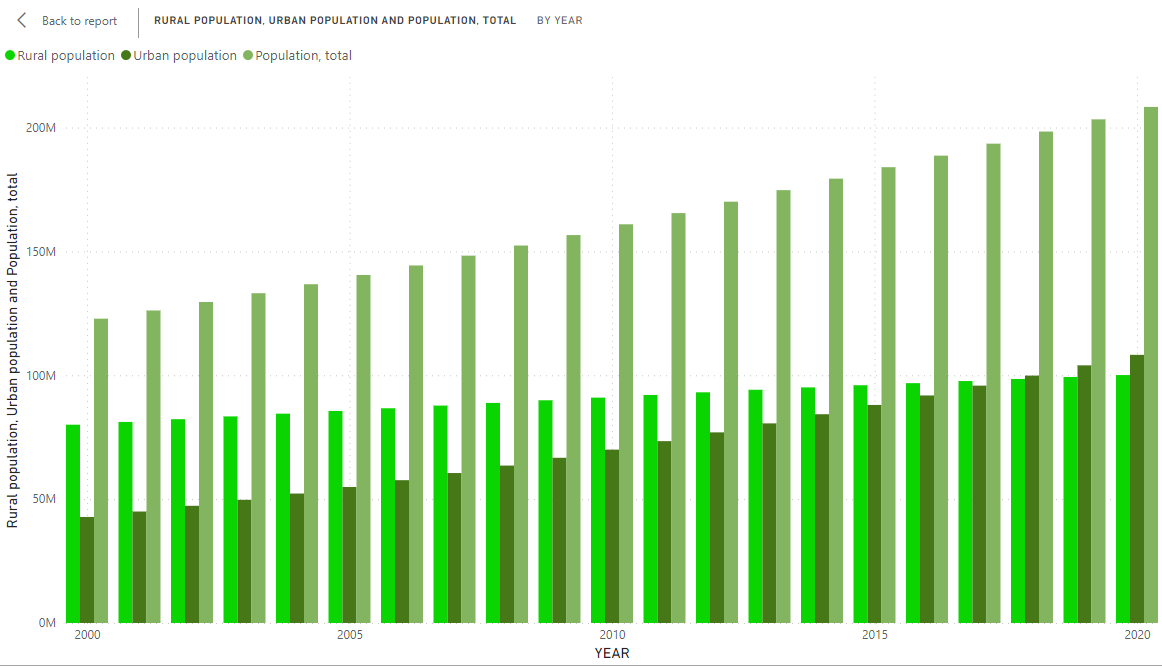 Back to report RURAL POPULATION, URBAN POPULATION AND POPULATION, TOTAL BY YEAR
Rural population Urban population Population, total
Rural population, Urban population and Population, total
200M
150M
100M
50M
0M
2000 2005 2010 2015 2020
YEAR